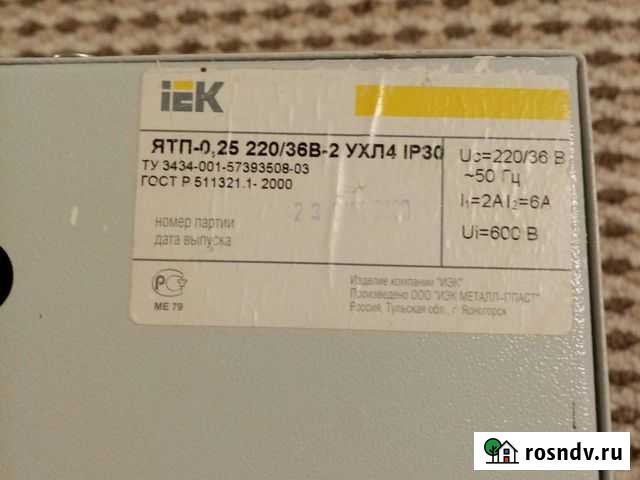 iEK
ЯТП-0,25 220/36В-2 УХЛ4 IP30
ТУ 3434-001-57393508-03
ГОСТ Р 511321.1- 2000
номер партии
дата выпуска
Uc=220/36 В
~50 Гц
I1=2А I2=6А
Ui=600 В
РС
МЕ 79
Изделие компании "ИЭК"
Произведено ООО "ИЭК МЕТАЛЛ-ПЛАСТ"
Россия, Тульская обл., г. Ясногорск
rosndv.ru